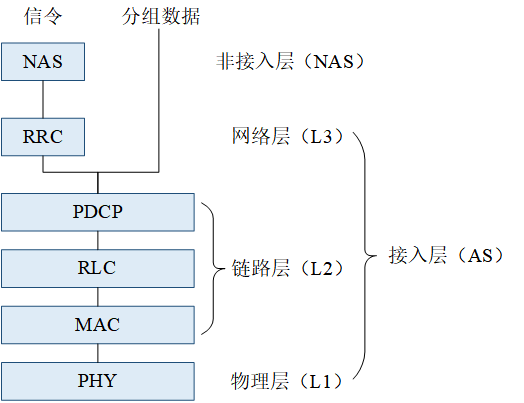 信令 分组数据
NAS 非接入层（NAS）
RRC 网络层（L3）
PDCP
接入层（AS）
RLC 链路层（L2）
MAC
PHY 物理层（L1）